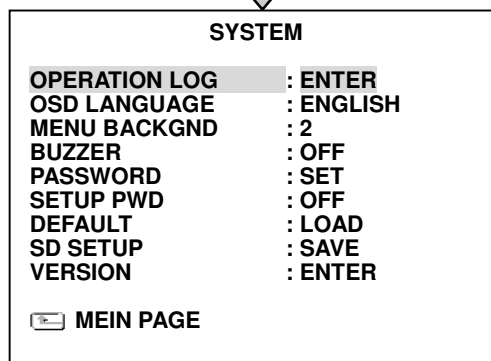 SYSTEM
OPERATION LOG : ENTER
OSD LANGUAGE : ENGLISH
MENU BACKGND : 2
BUZZER : OFF
PASSWORD : SET
SETUP PWD : OFF
DEFAULT : LOAD
SD SETUP : SAVE
VERSION : ENTER
MEIN PAGE